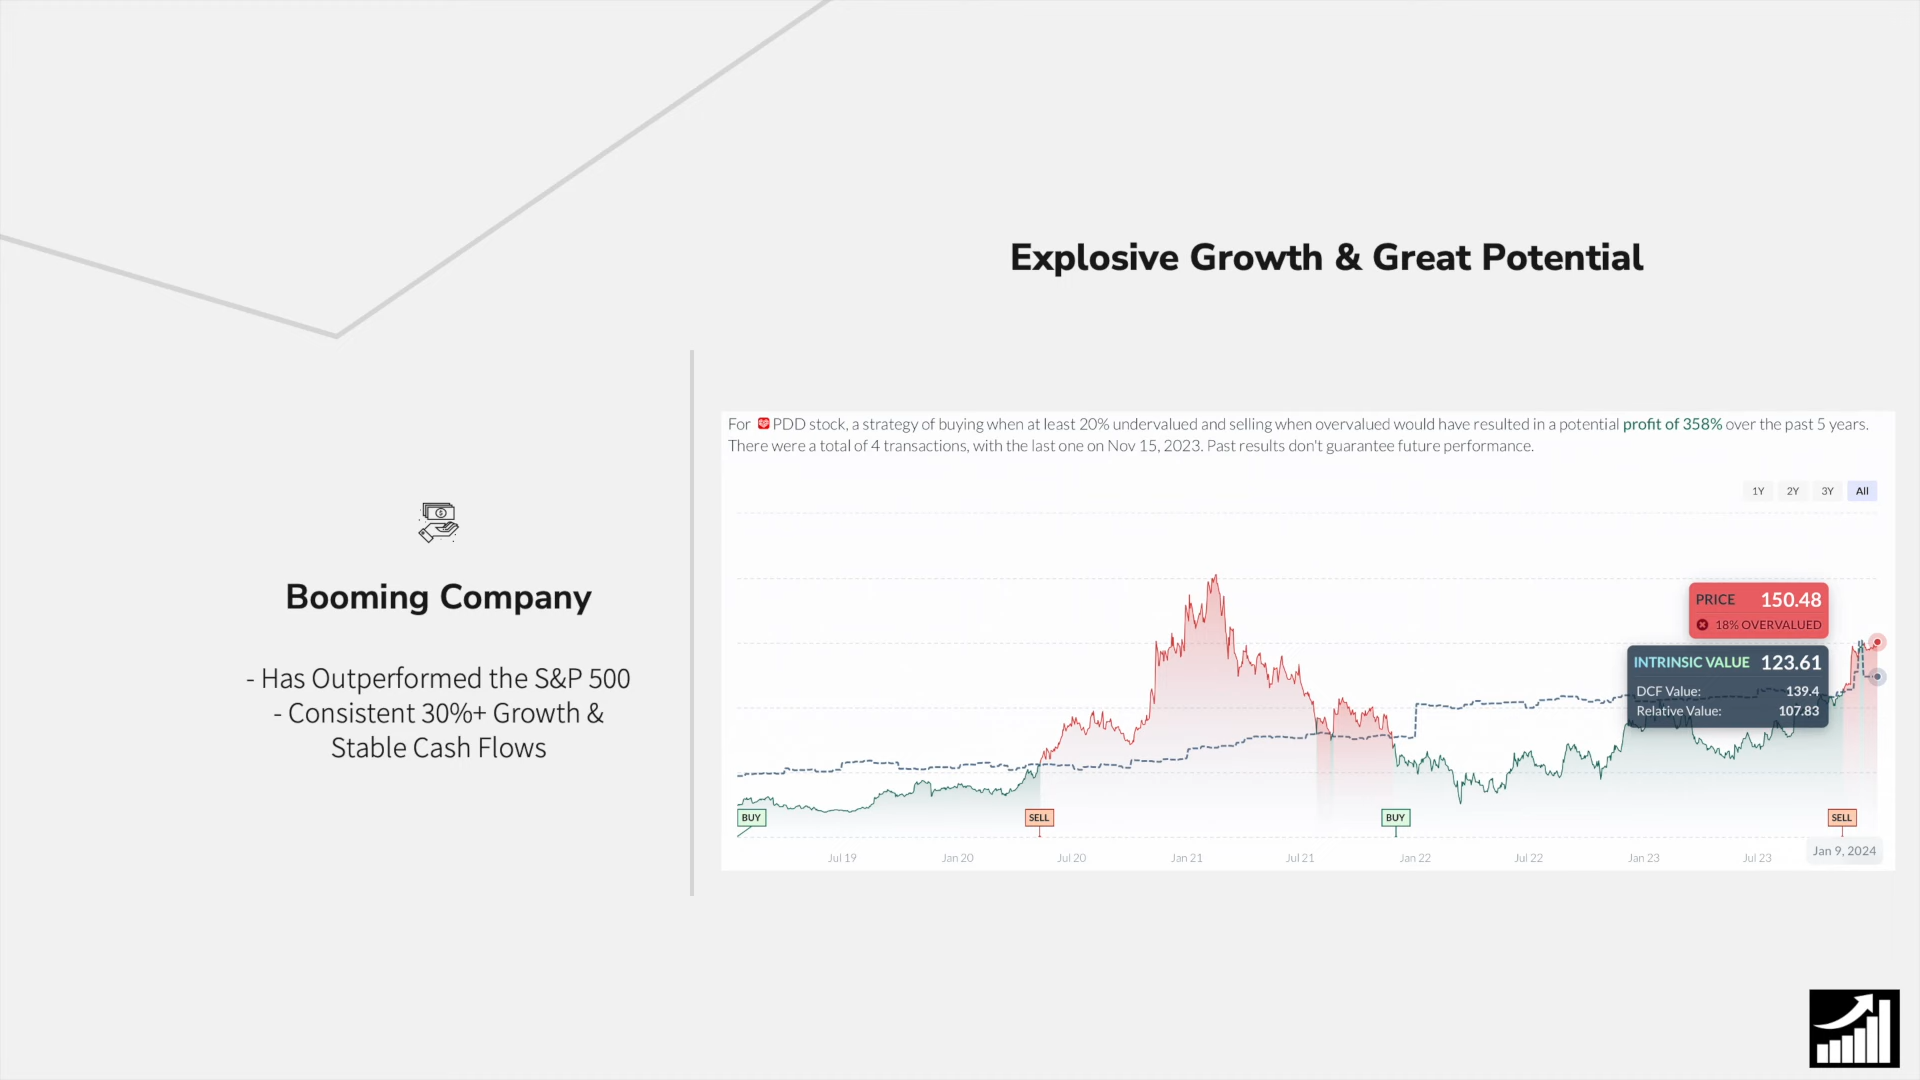 Explosive Growth & Great Potential
Booming Company
- Has Outperformed the S&P 500
- Consistent 30%+ Growth &
Stable Cash Flows
For PDD stock, a strategy of buying when at least 20% undervalued and selling when overvalued would have resulted in a potential profit of 358% over the past 5 years.
There were a total of 4 transactions, with the last one on Nov 15, 2023. Past results don't guarantee future performance.
1Y 2Y 3Y All
PRICE 150.48
18% OVERVALUED
INTRINSIC VALUE 123.61
DCF Value: 139.4
Relative Value: 107.83
BUY SELL BUY SELL
Jul 19 Jan 20 Jul 20 Jan 21 Jul 21 Jan 22 Jul 22 Jan 23 Jul 23 Jan 9, 2024